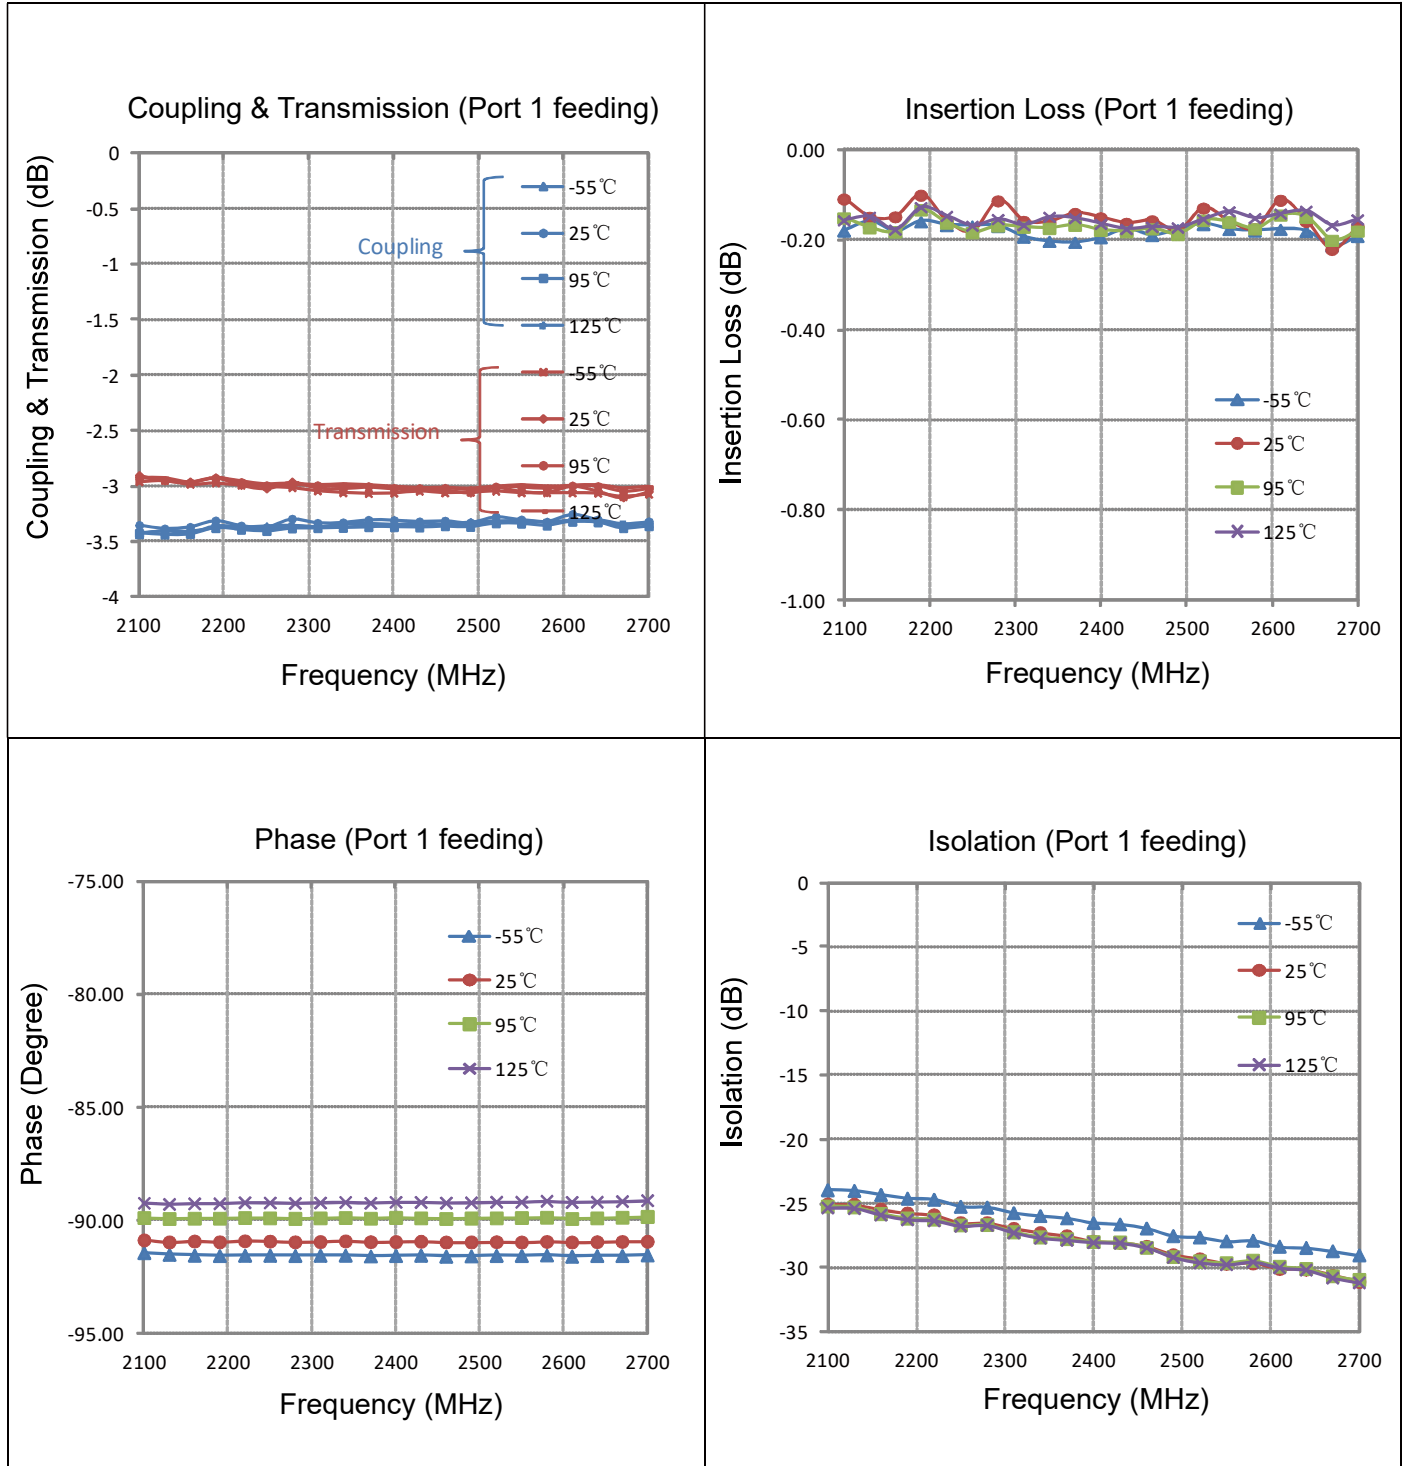 Coupling & Transmission (Port 1 feeding)
Coupling & Transmission (dB)
0
-0.5
-1
-1.5
-2
-2.5
-3
-3.5
-4
-55℃
25℃
Coupling
95℃
125℃
-55℃
25℃
Transmission
95℃
125℃
2100 2200 2300 2400 2500 2600 2700
Frequency (MHz)
Insertion Loss (Port 1 feeding)
Insertion Loss (dB)
0.00
-0.20
-0.40
-0.60
-0.80
-1.00
-55℃
25℃
95℃
125℃
2100 2200 2300 2400 2500 2600 2700
Frequency (MHz)
Phase (Port 1 feeding)
Phase (Degree)
-75.00
-80.00
-85.00
-90.00
-95.00
-55℃
25℃
95℃
125℃
2100 2200 2300 2400 2500 2600 2700
Frequency (MHz)
Isolation (Port 1 feeding)
Isolation (dB)
0
-5
-10
-15
-20
-25
-30
-35
-55℃
25℃
95℃
125℃
2100 2200 2300 2400 2500 2600 2700
Frequency (MHz)